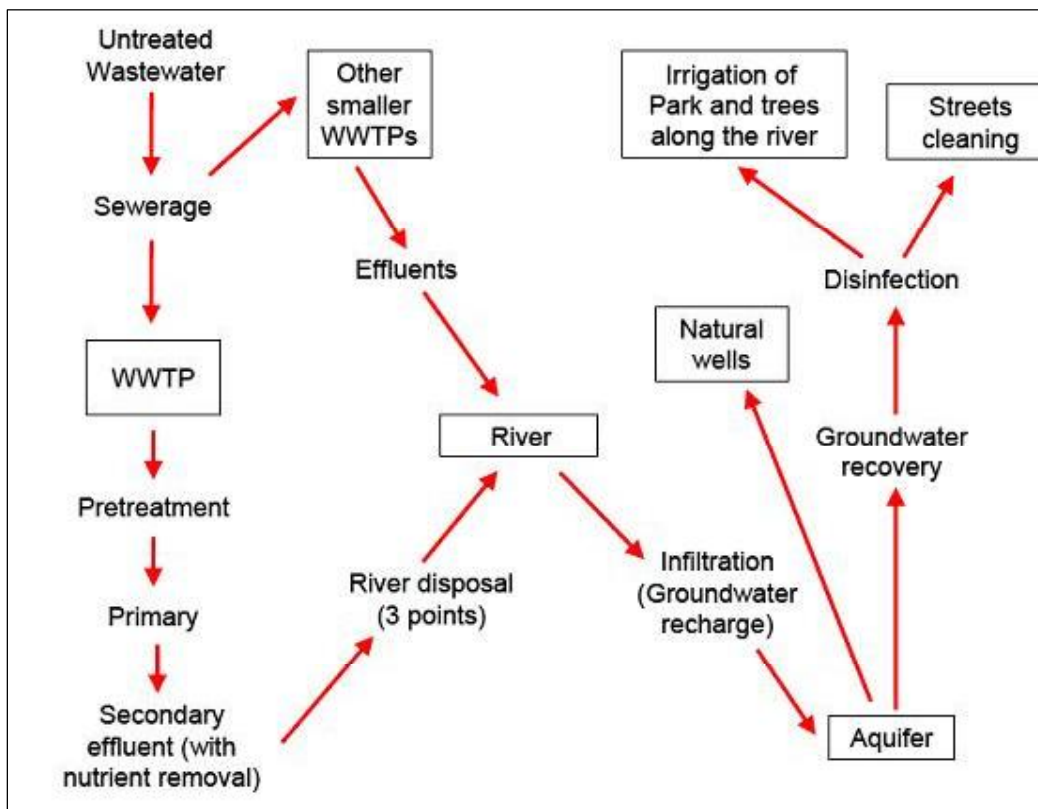 Untreated
Wastewater
Sewerage
WWTP
Pretreatment
Primary
Secondary
effluent (with
nutrient removal)
Other
smaller
WWTPs
Effluents
River disposal
(3 points)
River
Infiltration
(Groundwater
recharge)
Aquifer
Natural
wells
Groundwater
recovery
Disinfection
Irrigation of
Park and trees
along the river
Streets
cleaning